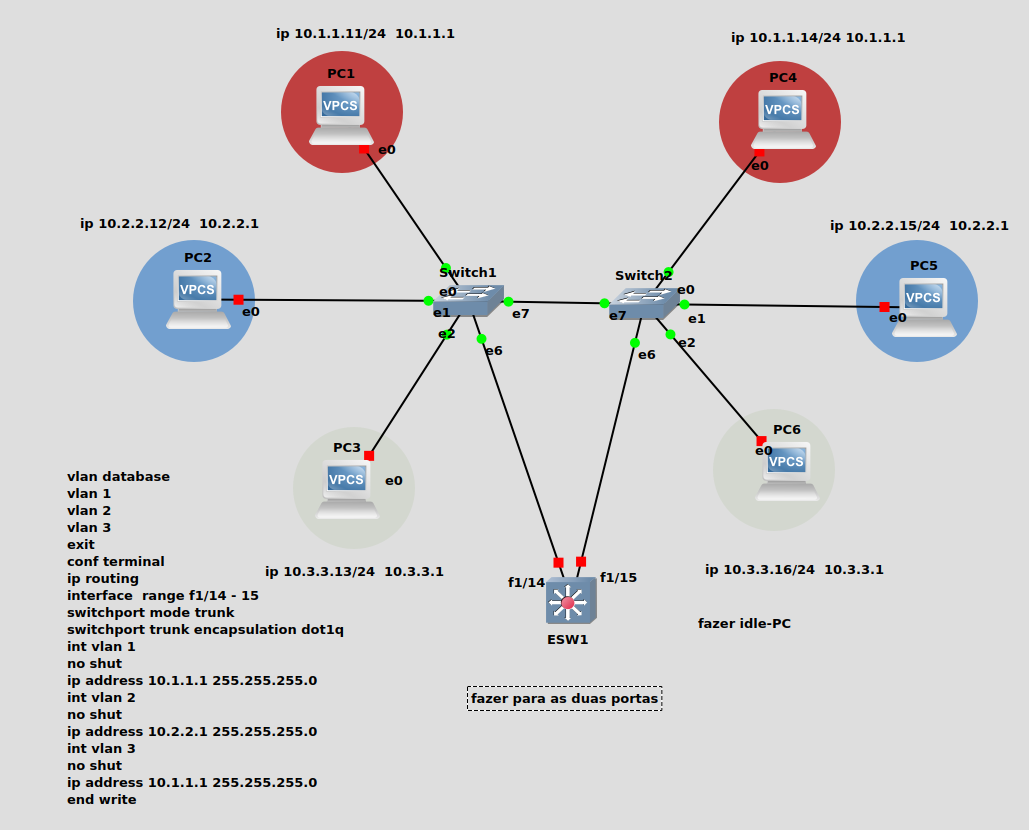 ip 10.1.1.11/24  10.1.1.1
ip 10.1.1.14/24 10.1.1.1
PC1
VPCS
e0
PC4
VPCS
e0
ip 10.2.2.12/24  10.2.2.1
ip 10.2.2.15/24  10.2.2.1
PC2
VPCS
e0
Switch1
e0
e1
e2
e6
e7
Switch2
e0
e7
e1
e2
e6
PC5
VPCS
e0
PC3
VPCS
e0
PC6
e0
VPCS
vlan database
vlan 1
vlan 2
vlan 3
exit
conf terminal
ip routing
interface  range f1/14 - 15
switchport mode trunk
switchport trunk encapsulation dot1q
int vlan 1
no shut
ip address 10.1.1.1 255.255.255.0
int vlan 2
no shut
ip address 10.2.2.1 255.255.255.0
int vlan 3
no shut
ip address 10.1.1.1 255.255.255.0
end write
ip 10.3.3.13/24  10.3.3.1
ip 10.3.3.16/24  10.3.3.1
f1/14
f1/15
ESW1
fazer idle-PC
fazer para as duas portas